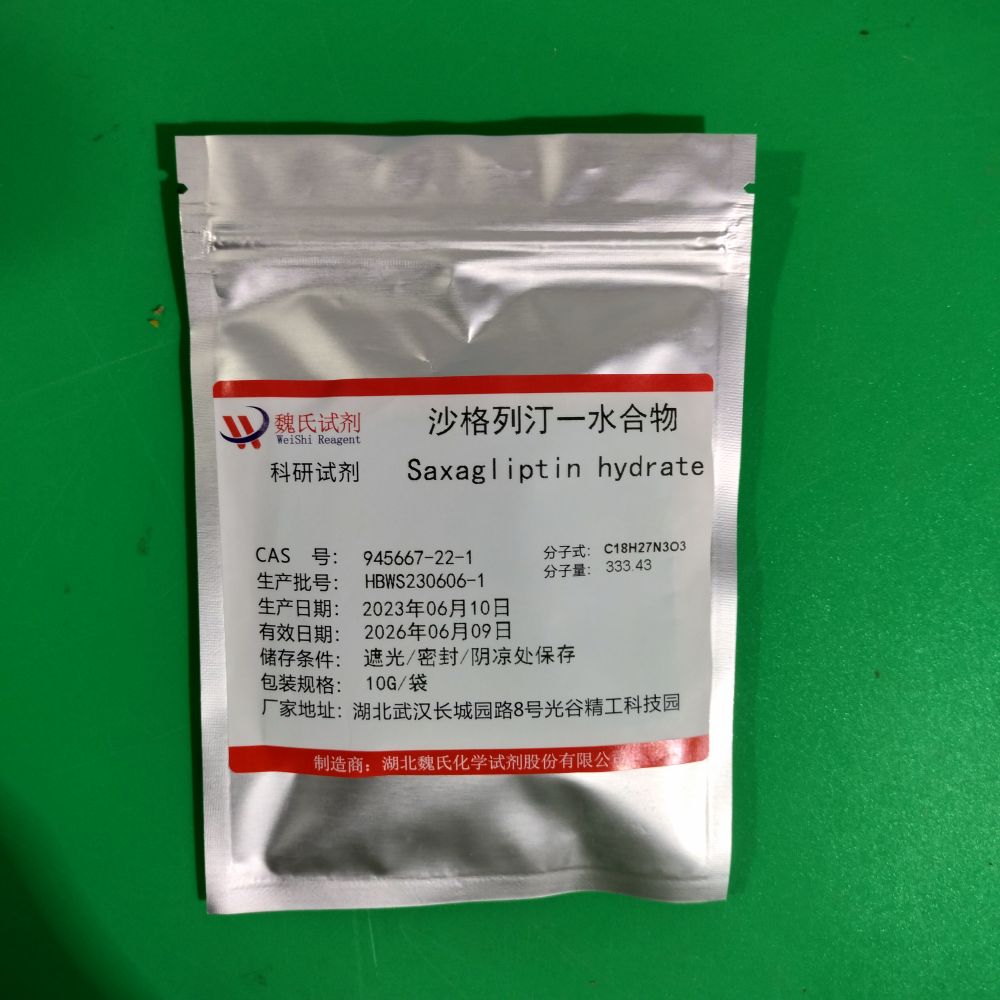 魏氏试剂
WeiShi Reagent
科研试剂
沙格列汀一水合物
Saxagliptin hydrate
CAS 号: 945667-22-1
生产批号: HBWS230606-1
生产日期: 2023年06月10日
有效日期: 2026年06月09日
储存条件: 遮光/密封/阴凉处保存
包装规格: 10G/袋
厂家地址: 湖北武汉长城园路8号光谷精工科技园
分子式: C18H27N3O3
分子量: 333.43
制造商: 湖北魏氏化学试剂股份有限公司